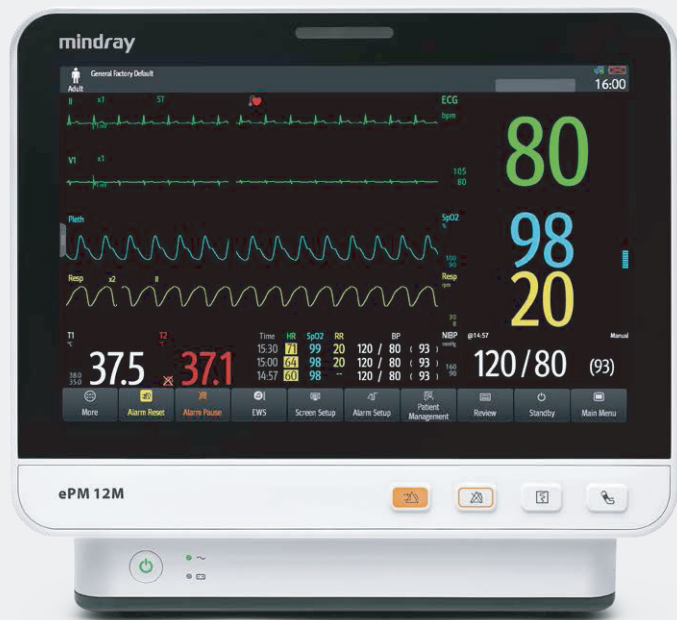 mindray
General Factory Default
Adult
16:00
II x1 ST
1 mV
ECG
bpm
105
80
80
V1 x1
1 mV
Pleth
SpO2
%
100
90
98
Resp x2 II
Resp
rpm
30
8
20
T1
°C
38.0
35.0
37.5
T2
°C
37.1
Time HR SpO2 RR BP
15:30 71 99 20 120 / 80 ( 93 )
15:00 64 98 20 120 / 80 ( 93 )
14:57 60 98 -- 120 / 80 ( 93 )
NIBP @14:57 Manual
mmHg
160
90
120/80 (93)
More
Alarm Reset
Alarm Pause
EWS
Screen Setup
Alarm Setup
Patient
Management
Review
Standby
Main Menu
ePM 12M